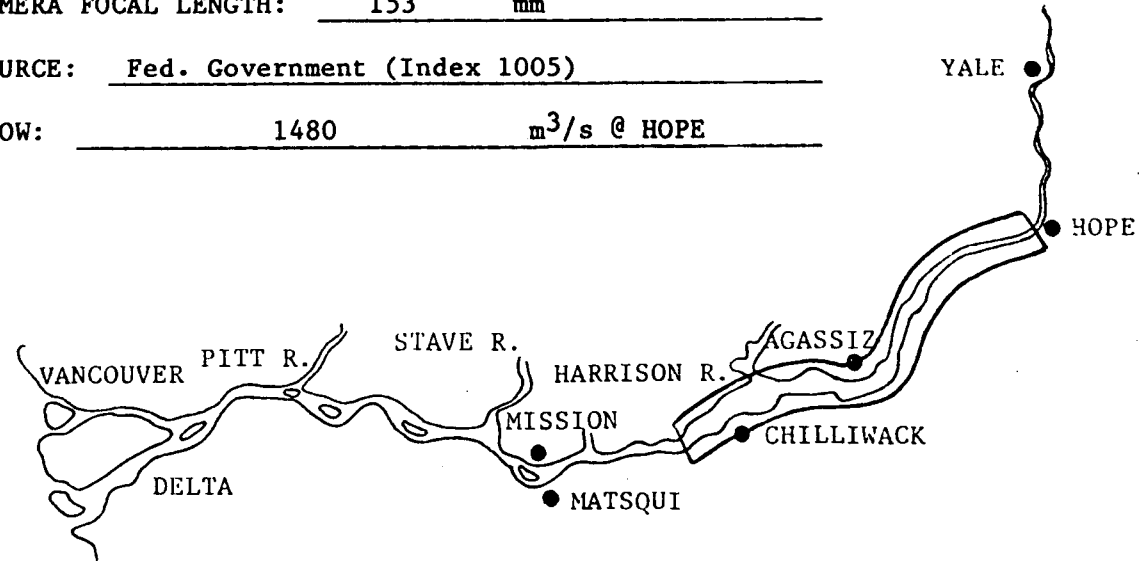 MERA FOCAL LENGTH: 153 mm
URCE: Fed. Government (Index 1005)
OW: 1480 m³/s @ HOPE
YALE
HOPE
STAVE R.
AGASSIZ
PITT R.
VANCOUVER
HARRISON R.
MISSION
CHILLIWACK
DELTA
MATSQUI